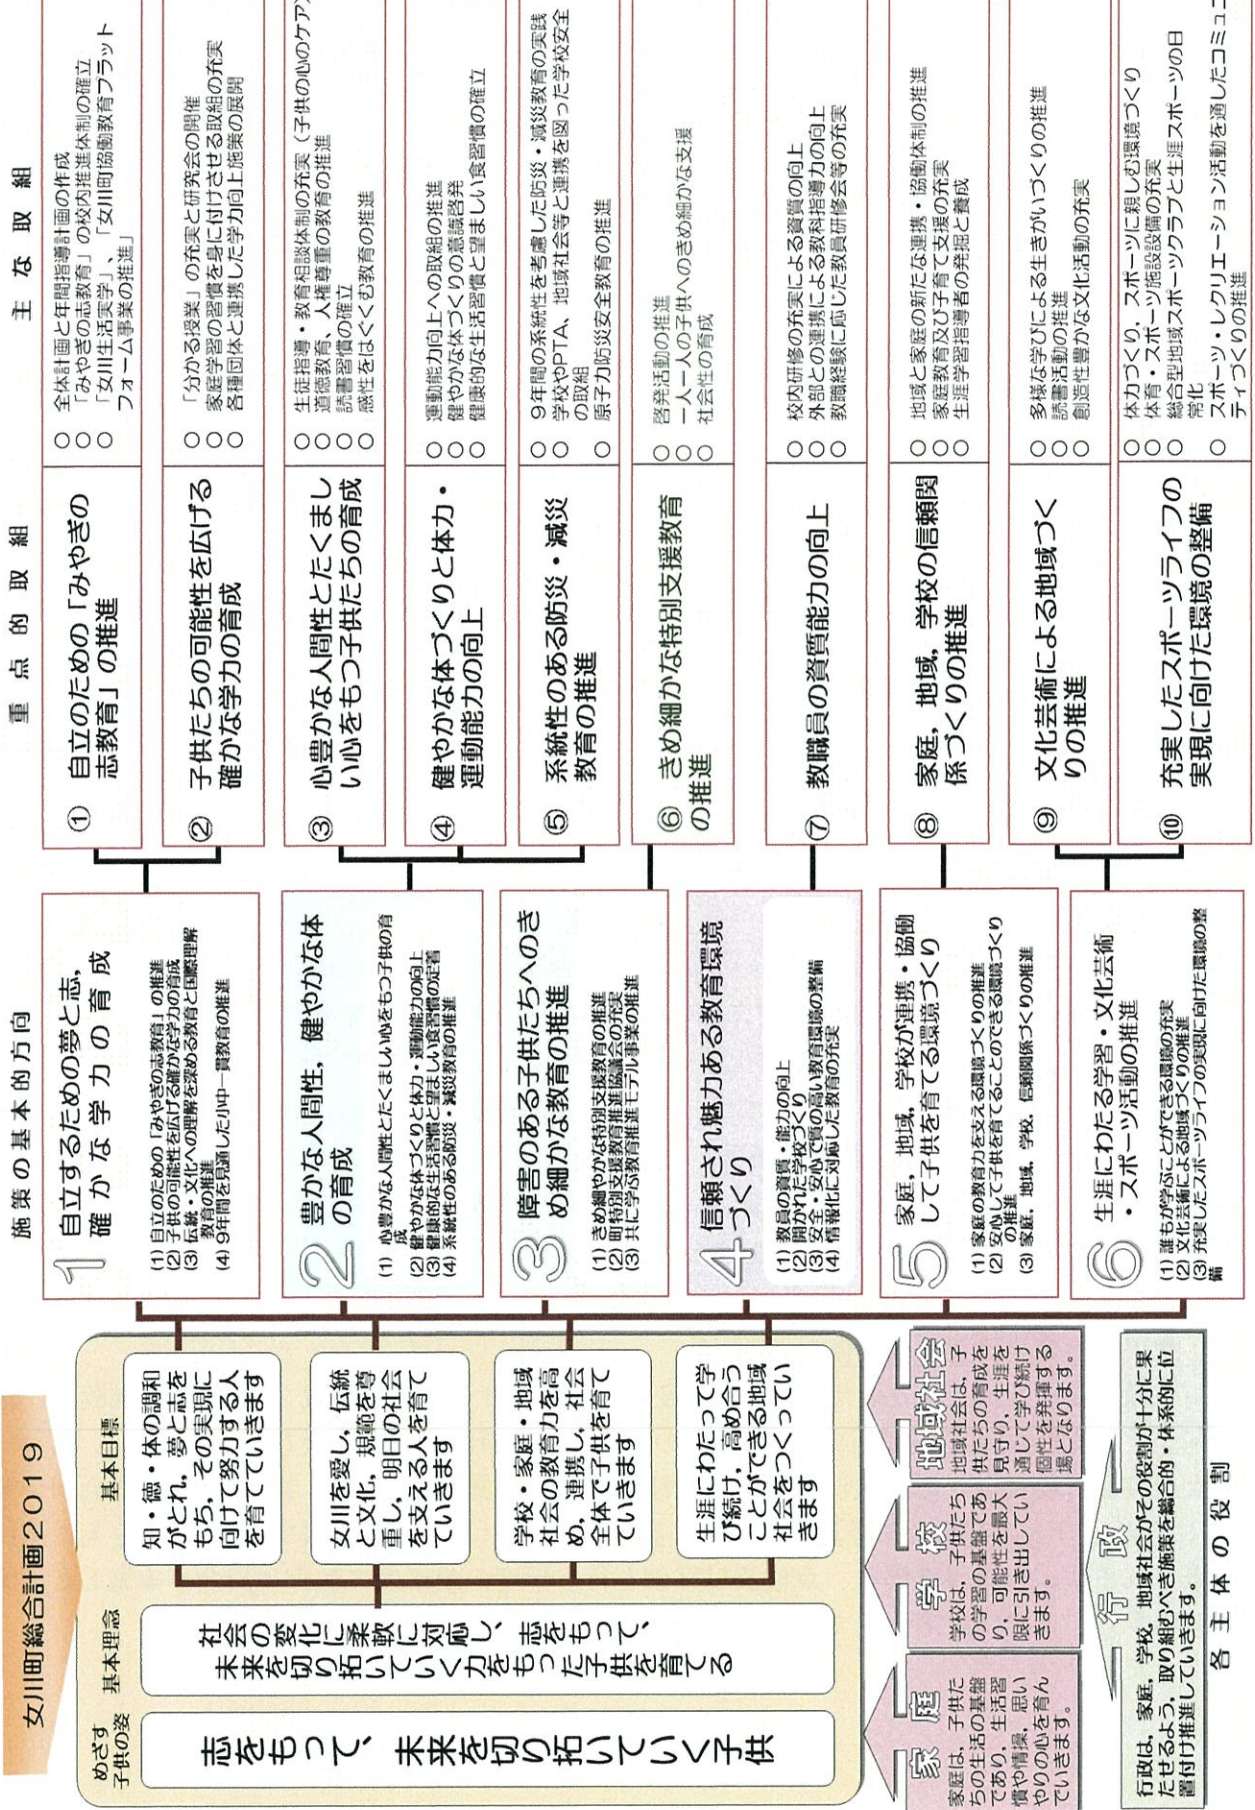 女川町総合計画2019
めざす
子供の姿
志をもって、未来を切り拓いていく子供
基本理念
社会の変化に柔軟に対応し、志をもって、
未来を切り拓いていく力をもった子供を育てる
基本目標
知・徳・体の調和
がとれ、夢と志を
もち、その実現に
向けて努力する人
を育てていきます
女川を愛し、伝統
と文化、規範を尊
重し、明日の社会
を支える人を育て
ていきます
学校・家庭・地域
社会の教育力を高
め、連携し、社会
全体で子供を育て
ていきます
生涯にわたって学
び続け、高め合う
ことができる地域
社会をつくってい
きます
家庭
家庭は、子供た
ちの生活の基盤
であり、生活習
慣や情操、思い
やりの心を育ん
でいきます。
学校
学校は、子供たち
の学習の基盤であ
り、可能性を最大
限に引き出してい
きます。
地域社会
地域社会は、子
供たちの育成を
見守り、生涯を
通じて学び続け
個性を発揮する
場となります。
行政
行政は、家庭、学校、地域社会がその役割が十分に果
たせるよう、取り組むべき施策を総合的・体系的に位
置付け推進していきます。
各主体の役割
施策の基本的方向
1 自立するための夢と志，
確かな学力の育成
(1) 自立のための「みやぎの志教育」の推進
(2) 子供の可能性を広げる確かな学力の育成
(3) 伝統・文化への理解を深める教育と国際理解
教育の推進
(4) 9年間を見通した小中一貫教育の推進
2 豊かな人間性，健やかな体
の育成
(1) 心豊かな人間性とたくましい心をもつ子供の育
成
(2) 健やかな体づくりと体力・運動能力の向上
(3) 健康的な生活習慣と望ましい食習慣の定着
(4) 系統性のある防災・減災教育の推進
3 障害のある子供たちへのき
め細かな教育の推進
(1) きめ細やかな特別支援教育の推進
(2) 町特別支援教育推進協議会の充実
(3) 共に学ぶ教育推進モデル事業の推進
4 信頼され魅力ある教育環境
づくり
(1) 教員の資質・能力の向上
(2) 開かれた学校づくり
(3) 安全・安心で質の高い教育環境の整備
(4) 情報化に対応した教育の充実
5 家庭，地域，学校が連携・協働
して子供を育てる環境づくり
(1) 家庭の教育力を支える環境づくりの推進
(2) 安心して子供を育てることのできる環境づくり
の推進
(3) 家庭，地域，学校，信頼関係づくりの推進
6 生涯にわたる学習・文化芸術
・スポーツ活動の推進
(1) 誰もが学ぶことができる環境の充実
(2) 文化芸術による地域づくりの推進
(3) 充実したスポーツライフの実現に向けた環境の整
備
重点的取組
① 自立のための「みやぎの
志教育」の推進
② 子供たちの可能性を広げる
確かな学力の育成
③ 心豊かな人間性とたくまし
い心をもつ子供たちの育成
④ 健やかな体づくりと体力・
運動能力の向上
⑤ 系統性のある防災・減災
教育の推進
⑥ きめ細かな特別支援教育
の推進
⑦ 教職員の資質能力の向上
⑧ 家庭，地域，学校の信頼関
係づくりの推進
⑨ 文化芸術による地域づく
りの推進
⑩ 充実したスポーツライフの
実現に向けた環境の整備
主な取組
○ 全体計画と年間指導計画の作成
○ 「みやぎの志教育」の校内推進体制の確立
○ 「女川生活実学」、「女川町協働教育プラット
フォーム事業の推進」
○ 「分かる授業」の充実と研究会の開催
○ 家庭学習の習慣を身に付けさせる取組の充実
○ 各種団体と連携した学力向上施策の展開
○ 生徒指導・教育相談体制の充実（子供の心のケア）
○ 道徳教育、人権尊重の教育の推進
○ 読書習慣の確立
○ 感性をはぐくむ教育の推進
○ 運動能力向上への取組の推進
○ 健やかな体づくりの意識啓発
○ 健康的な生活習慣と望ましい食習慣の確立
○ 9年間の系統性を考慮した防災・減災教育の実践
○ 学校やPTA、地域社会等と連携を図った学校安全
の取組
○ 原子力防災安全教育の推進
○ 啓発活動の推進
○ 一人一人の子供へのきめ細かな支援
○ 社会性の育成
○ 校内研修の充実による資質の向上
○ 外部との連携による教科指導力の向上
○ 教職経験に応じた教員研修会等の充実
○ 地域と家庭の新たな連携・協働体制の推進
○ 家庭教育及び子育て支援の充実
○ 生涯学習指導者の発掘と養成
○ 多様な学びによる生きがいづくりの推進
○ 読書活動の推進
○ 創造性豊かな文化活動の充実
○ 体力づくり、スポーツに親しむ環境づくり
○ 体育・スポーツ施設設備の充実
○ 総合型地域スポーツクラブと生涯スポーツの日
常化
○ スポーツ・レクリエーション活動を通したコミュニ
ティづくりの推進